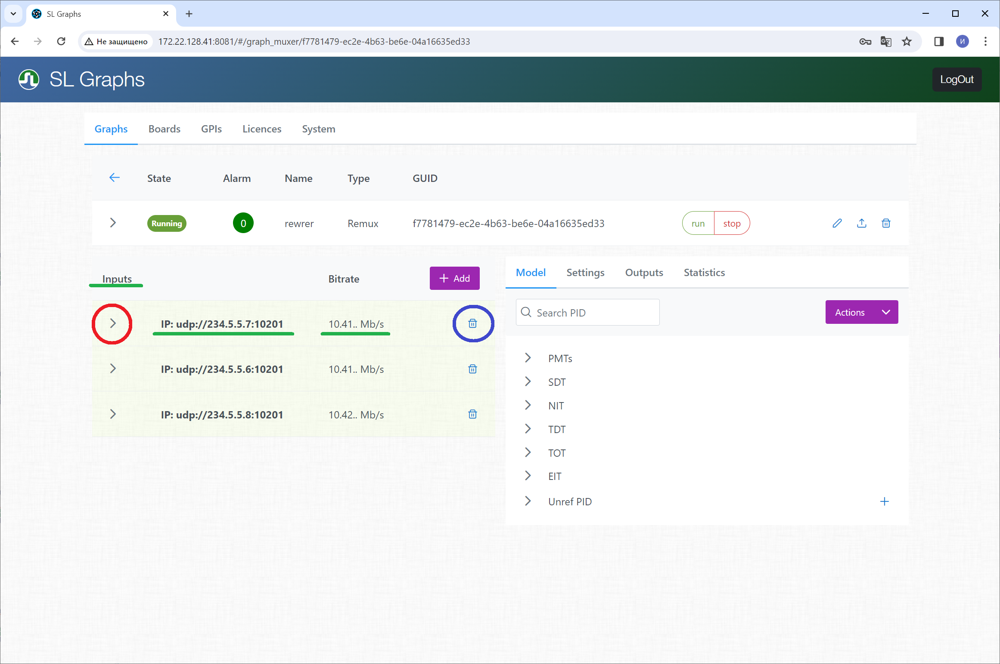 SL Graphs
Не защищено 172.22.128.41:8081/#/graph_muxer/f7781479-ec2e-4b63-be6e-04a16635ed33
И
SL Graphs
LogOut
Graphs Boards GPIs Licences System
State Alarm Name Type GUID
Running 0 rewrer Remux f7781479-ec2e-4b63-be6e-04a16635ed33 run stop
Inputs Bitrate + Add
IP: udp://234.5.5.7:10201 10.41.. Mb/s
IP: udp://234.5.5.6:10201 10.41.. Mb/s
IP: udp://234.5.5.8:10201 10.42.. Mb/s
Model Settings Outputs Statistics
Search PID Actions
PMTs
SDT
NIT
TDT
TOT
EIT
Unref PID